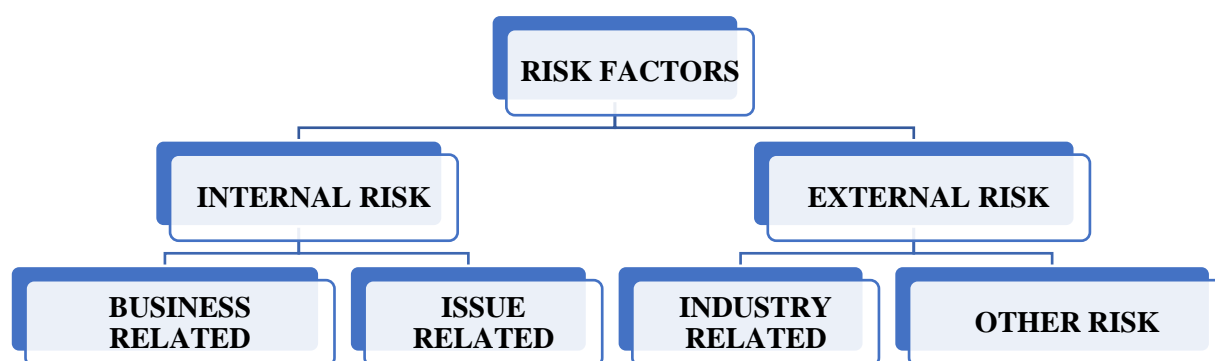 RISK FACTORS
INTERNAL RISK
EXTERNAL RISK
BUSINESS
RELATED
ISSUE
RELATED
INDUSTRY
RELATED
OTHER RISK